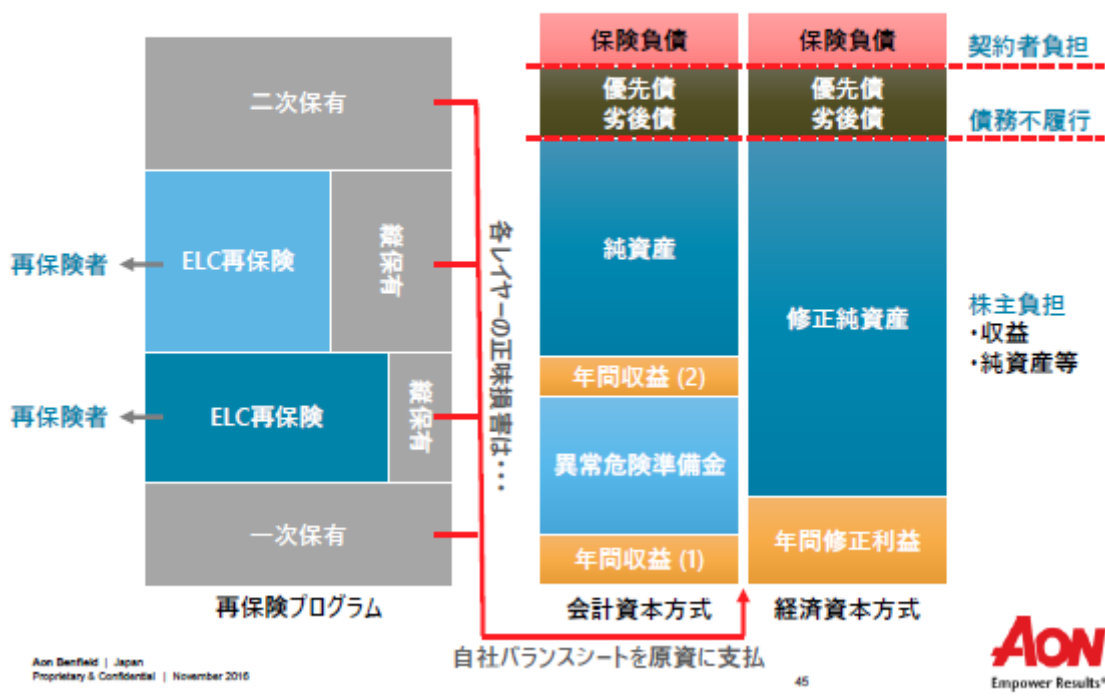 保険負債
保険負債
契約者負担
優先債
劣後債
優先債
劣後債
債務不履行
二次保有
純資産
縦保有
ELC再保険
再保険者
各レイヤーの正味損害は・・・
修正純資産
株主負担
・収益
・純資産等
年間収益 (2)
ELC再保険
再保険者
縦保有
異常危険準備金
一次保有
年間収益 (1)
年間修正利益
再保険プログラム
会計資本方式
経済資本方式
自社バランスシートを原資に支払
Aon Benfield | Japan
Proprietary & Confidential | November 2016
45
AON
Empower Results®